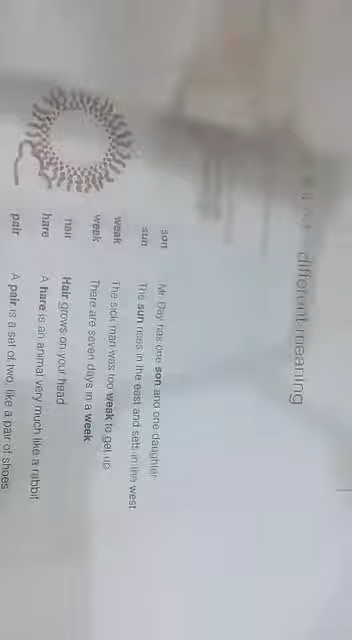 different meaning
son Mr Day has one son and one daughter
sun The sun rises in the east and sets in the west
weak The sick man was too weak to get up
week There are seven days in a week
hair Hair grows on your head
hare A hare is an animal very much like a rabbit
pair A pair is a set of two, like a pair of shoes